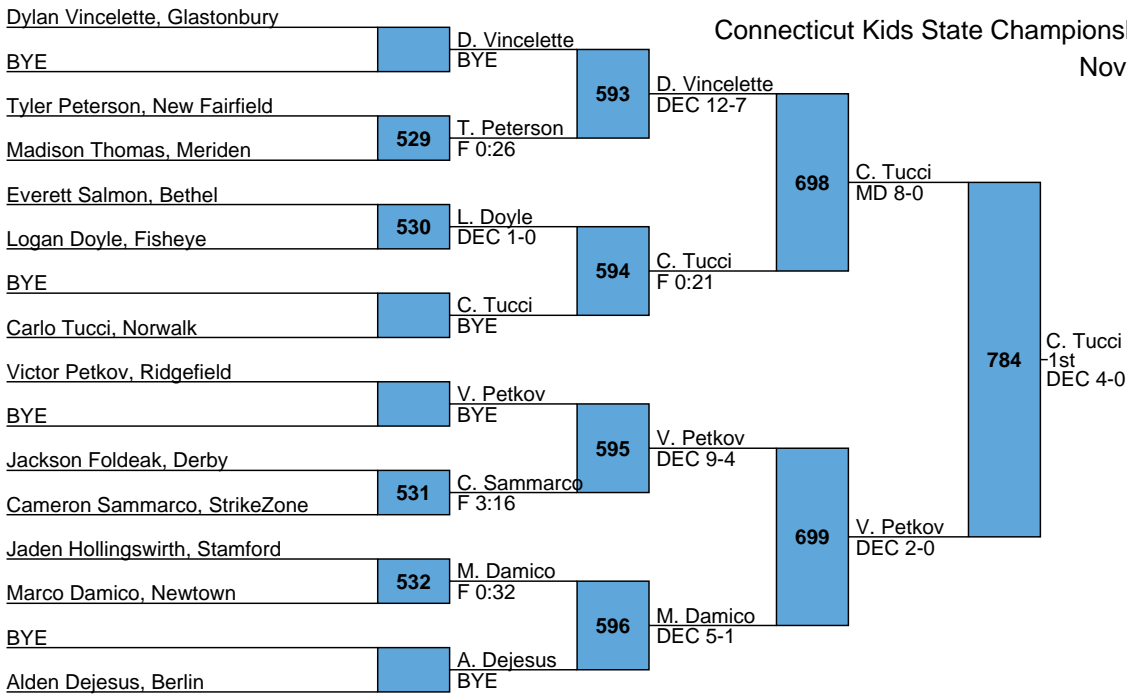 Connecticut Kids State Champions
Nov
Dylan Vincelette, Glastonbury
BYE
Tyler Peterson, New Fairfield
Madison Thomas, Meriden
Everett Salmon, Bethel
Logan Doyle, Fisheye
BYE
Carlo Tucci, Norwalk
Victor Petkov, Ridgefield
BYE
Jackson Foldeak, Derby
Cameron Sammarco, StrikeZone
Jaden Hollingswirth, Stamford
Marco Damico, Newtown
BYE
Alden Dejesus, Berlin
529
530
531
532
D. Vincelette
BYE
T. Peterson
F 0:26
L. Doyle
DEC 1-0
C. Tucci
BYE
V. Petkov
BYE
C. Sammarco
F 3:16
M. Damico
F 0:32
A. Dejesus
BYE
593
594
595
596
D. Vincelette
DEC 12-7
C. Tucci
F 0:21
V. Petkov
DEC 9-4
M. Damico
DEC 5-1
698
699
C. Tucci
MD 8-0
V. Petkov
DEC 2-0
784
C. Tucci
1st
DEC 4-0